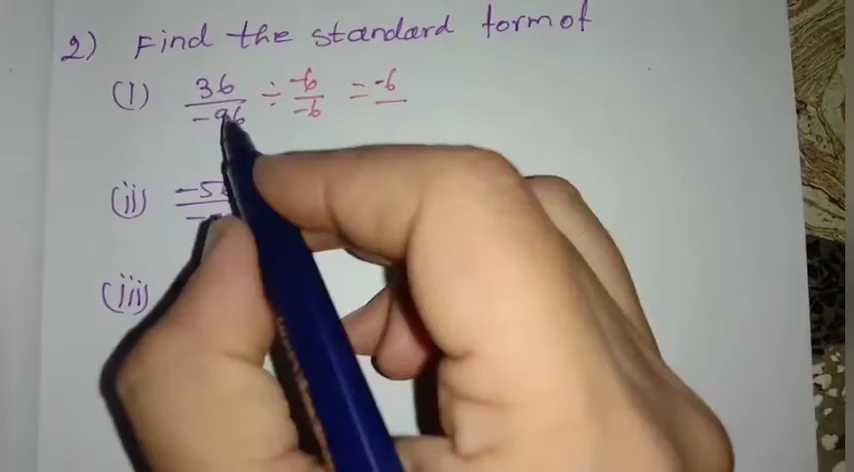 2) Find the standard form of
(i) 36/-96 ÷ -6/-6 = -6/
(ii)
(iii)